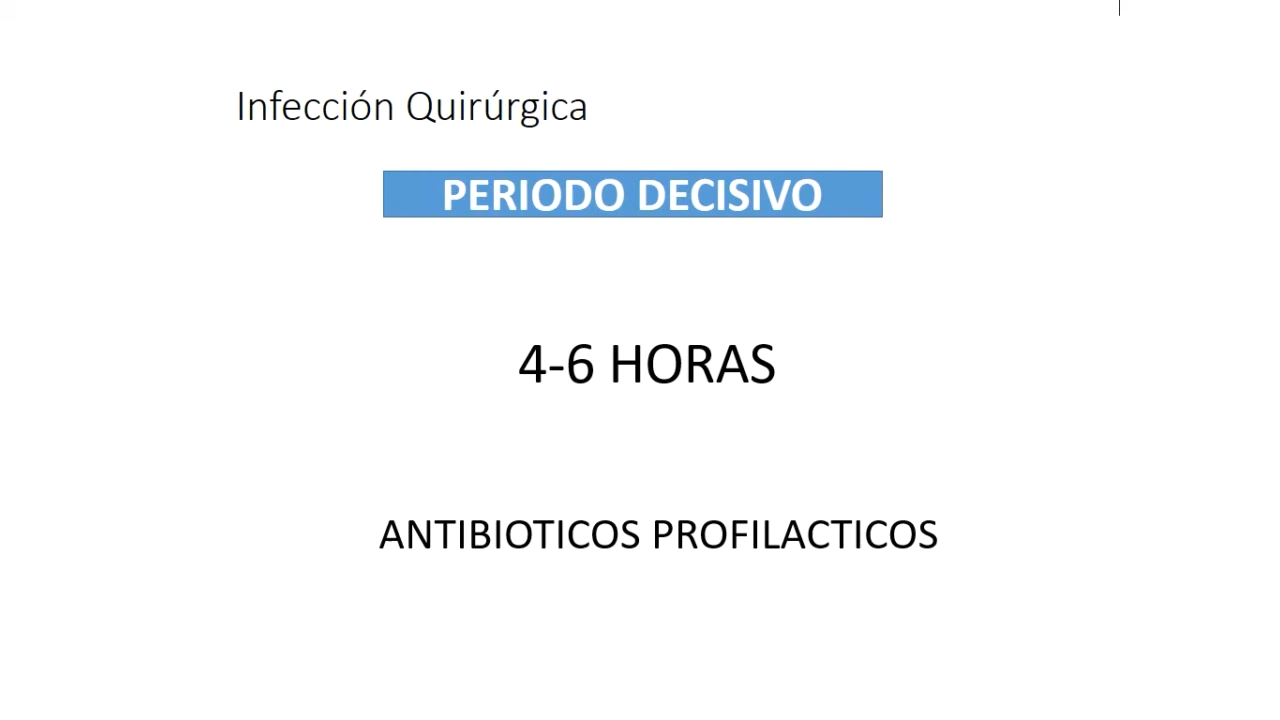 Infección Quirúrgica
PERIODO DECISIVO
4-6 HORAS
ANTIBIOTICOS PROFILACTICOS